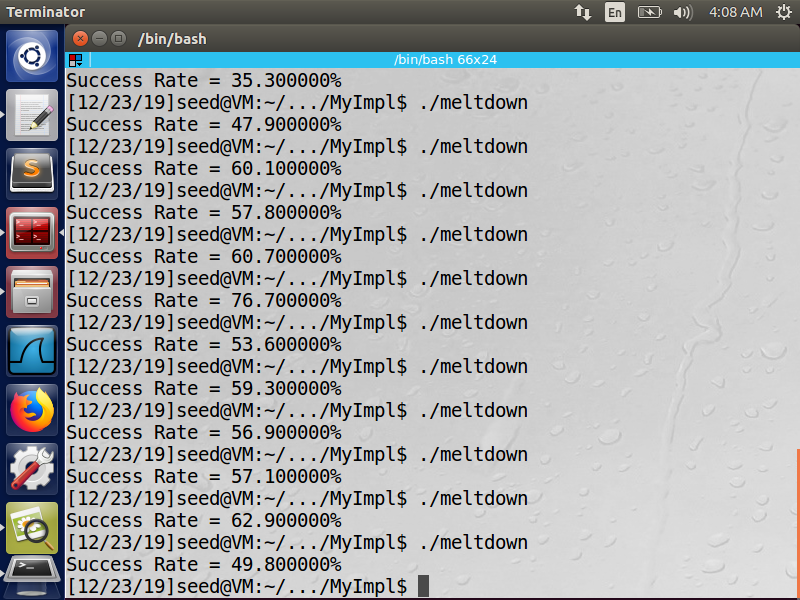 Terminator
En
4:08 AM
/bin/bash
/bin/bash 66x24
Success Rate = 35.300000%
[12/23/19]seed@VM:~/.../MyImpl$ ./meltdown
Success Rate = 47.900000%
[12/23/19]seed@VM:~/.../MyImpl$ ./meltdown
Success Rate = 60.100000%
[12/23/19]seed@VM:~/.../MyImpl$ ./meltdown
Success Rate = 57.800000%
[12/23/19]seed@VM:~/.../MyImpl$ ./meltdown
Success Rate = 60.700000%
[12/23/19]seed@VM:~/.../MyImpl$ ./meltdown
Success Rate = 76.700000%
[12/23/19]seed@VM:~/.../MyImpl$ ./meltdown
Success Rate = 53.600000%
[12/23/19]seed@VM:~/.../MyImpl$ ./meltdown
Success Rate = 59.300000%
[12/23/19]seed@VM:~/.../MyImpl$ ./meltdown
Success Rate = 56.900000%
[12/23/19]seed@VM:~/.../MyImpl$ ./meltdown
Success Rate = 57.100000%
[12/23/19]seed@VM:~/.../MyImpl$ ./meltdown
Success Rate = 62.900000%
[12/23/19]seed@VM:~/.../MyImpl$ ./meltdown
Success Rate = 49.800000%
[12/23/19]seed@VM:~/.../MyImpl$